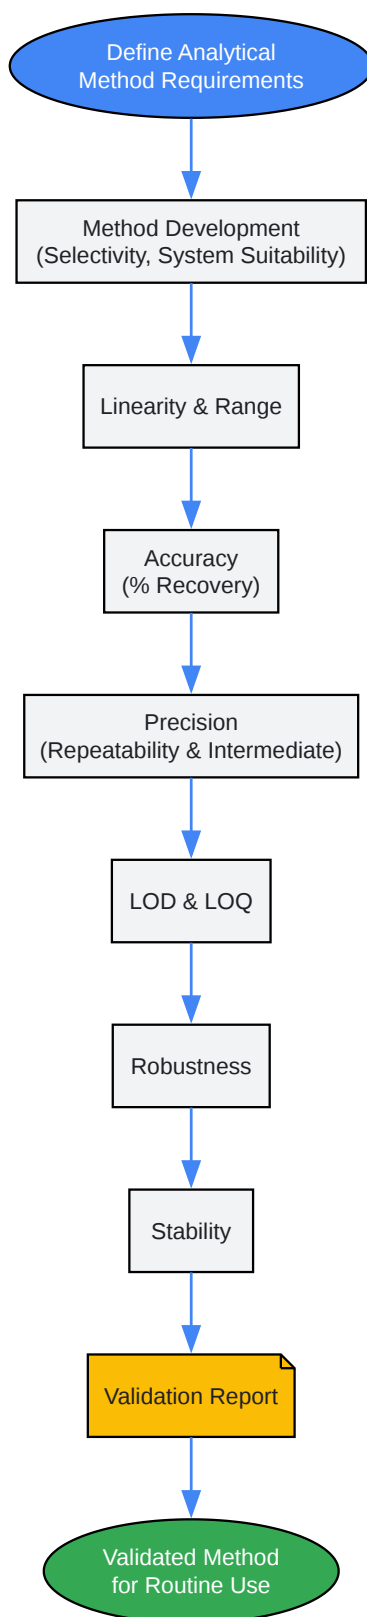 Define Analytical
Method Requirements
Method Development
(Selectivity, System Suitability)
Linearity & Range
Accuracy
(% Recovery)
Precision
(Repeatability & Intermediate)
LOD & LOQ
Robustness
Stability
Validation Report
Validated Method
for Routine Use